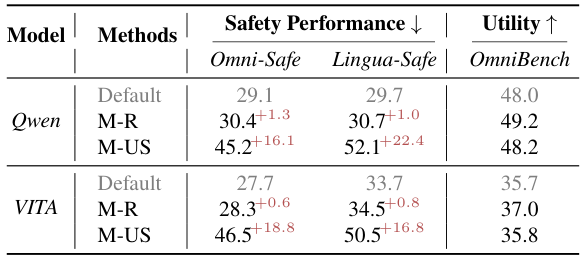 Model Methods Safety Performance ↓ Utility ↑
Omni-Safe Lingua-Safe OmniBench
Default 29.1 29.7 48.0
Qwen M-R 30.4+1.3 30.7+1.0 49.2
M-US 45.2+16.1 52.1+22.4 48.2
Default 27.7 33.7 35.7
VITA M-R 28.3+0.6 34.5+0.8 37.0
M-US 46.5+18.8 50.5+16.8 35.8